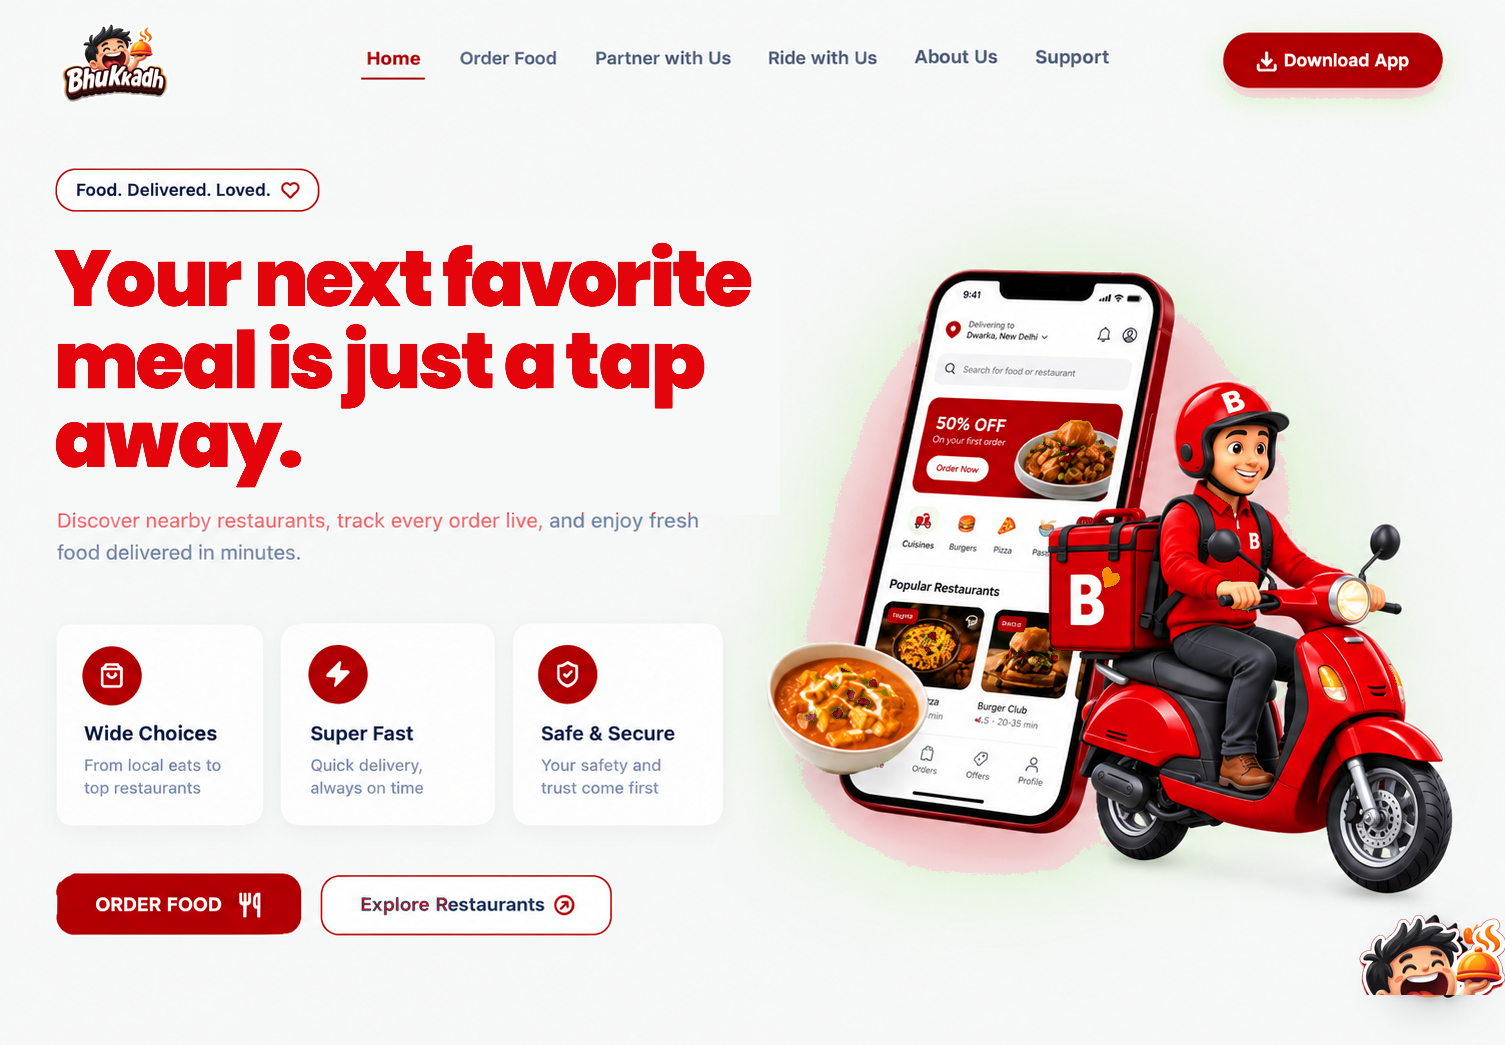 BhuKKadh
Home
Order Food
Partner with Us
Ride with Us
About Us
Support
Download App
Food. Delivered. Loved.
Your next favorite
meal is just a tap
away.
Discover nearby restaurants, track every order live, and enjoy fresh
food delivered in minutes.
Wide Choices
From local eats to
top restaurants
Super Fast
Quick delivery,
always on time
Safe & Secure
Your safety and
trust come first
ORDER FOOD
Explore Restaurants
9:41
Delivering to
Dwarka, New Delhi
Search for food or restaurant
50% OFF
On your first order
Order Now
Cuisines
Burgers
Pizza
Popular Restaurants
Burger Club
4.5 - 20-35 min
min
Orders
Offers
Profile
B
B
B